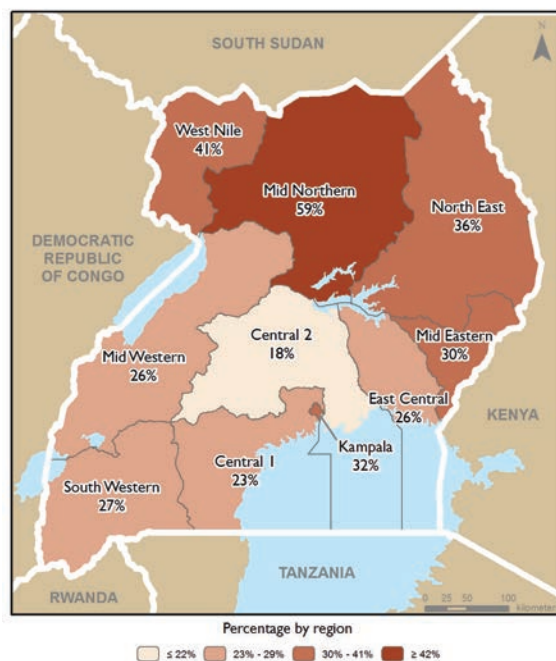 N
SOUTH SUDAN
West Nile
41%
Mid Northern
59%
North East
36%
DEMOCRATIC
REPUBLIC
OF CONGO
Central 2
18%
Mid Eastern
30%
Mid Western
26%
East Central
26%
KENYA
Kampala
32%
Central 1
23%
South Western
27%
TANZANIA
RWANDA
0 25 50 100
kilometers
Percentage by region
≤ 22% 23% - 29% 30% - 41% ≥ 42%